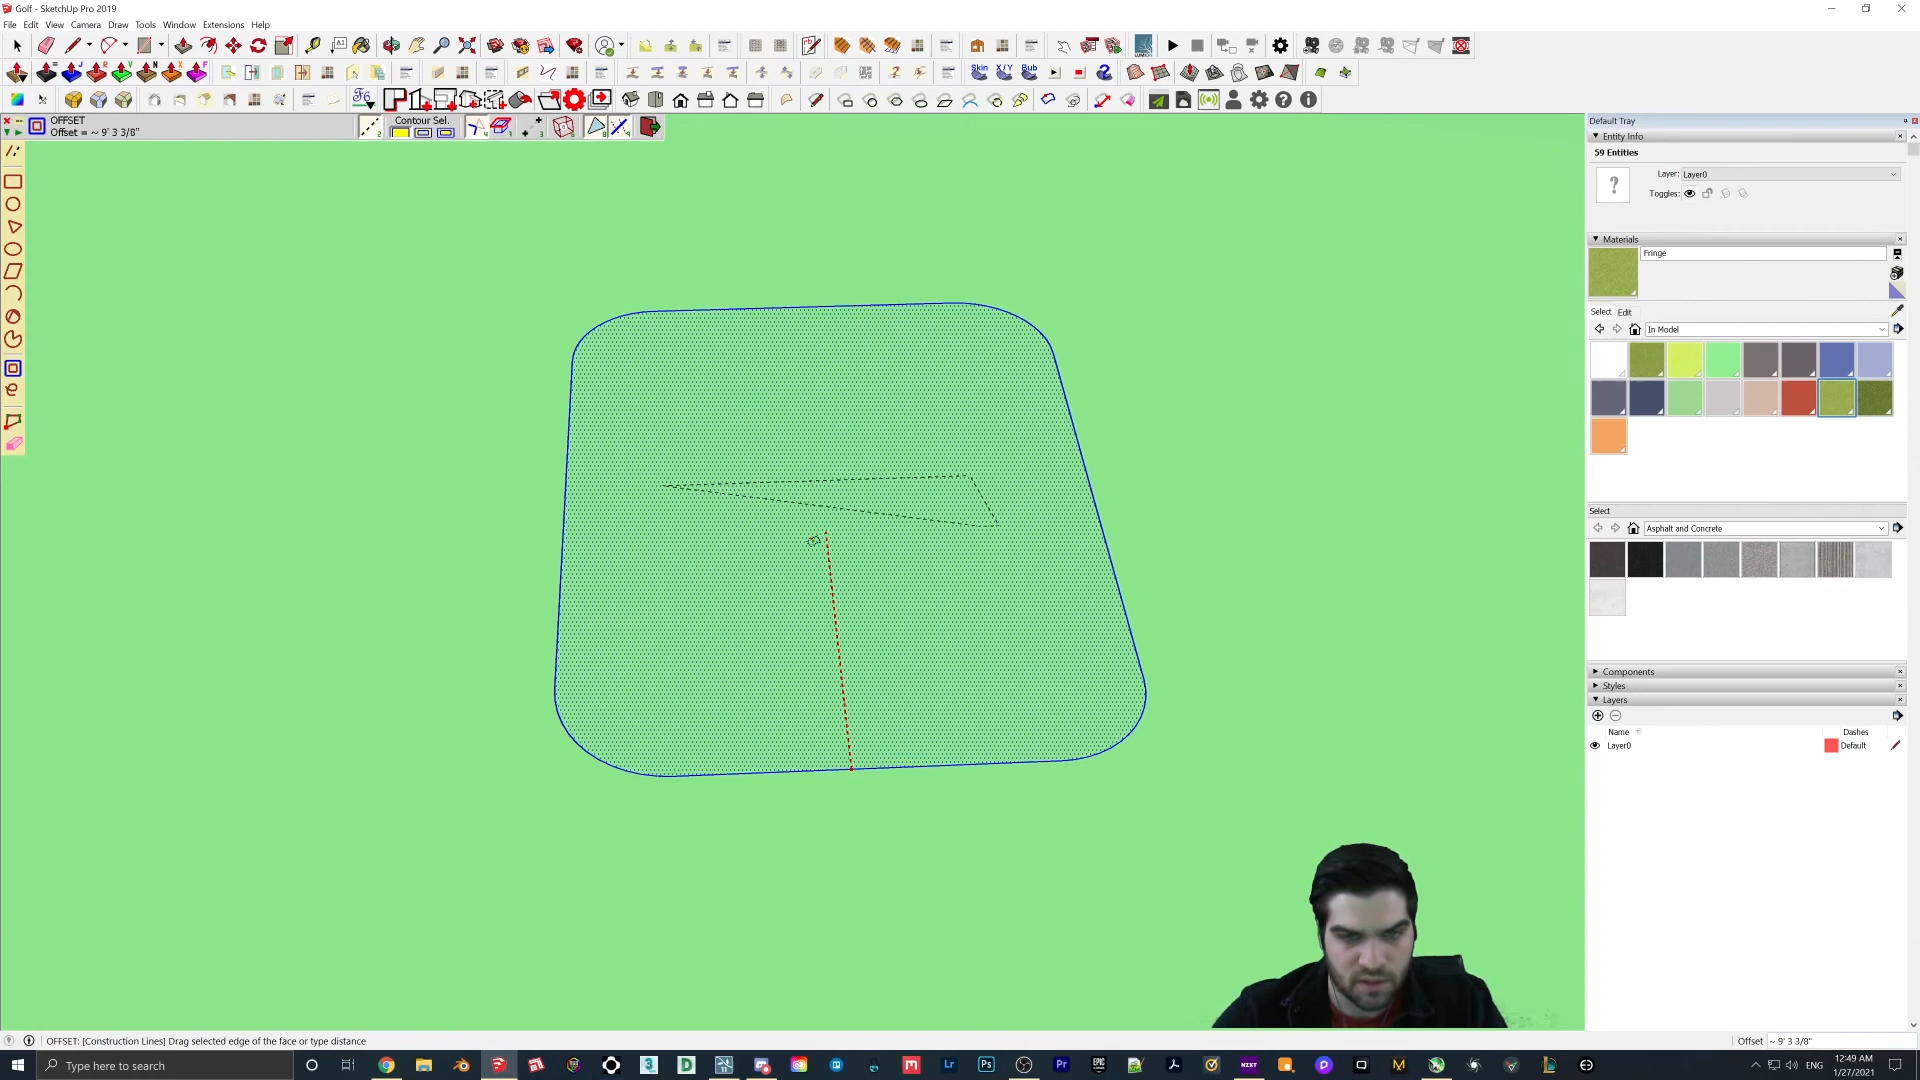 Golf - SketchUp Pro 2019
File Edit View Camera Draw Tools Window Extensions Help
Skin X/Y Bub
OFFSET
Offset = ~ 9' 3 3/8"
Contour Sel.
Default Tray
Entity Info
59 Entities
Layer: Layer0
Toggles:
Materials
Fringe
Select Edit
In Model
Select
Asphalt and Concrete
Components
Styles
Layers
Name Dashes
Layer0 Default
OFFSET: [Construction Lines] Drag selected edge of the face or type distance
Offset ~ 9' 3 3/8"
Type here to search
ENG
12:49 AM
1/27/2021